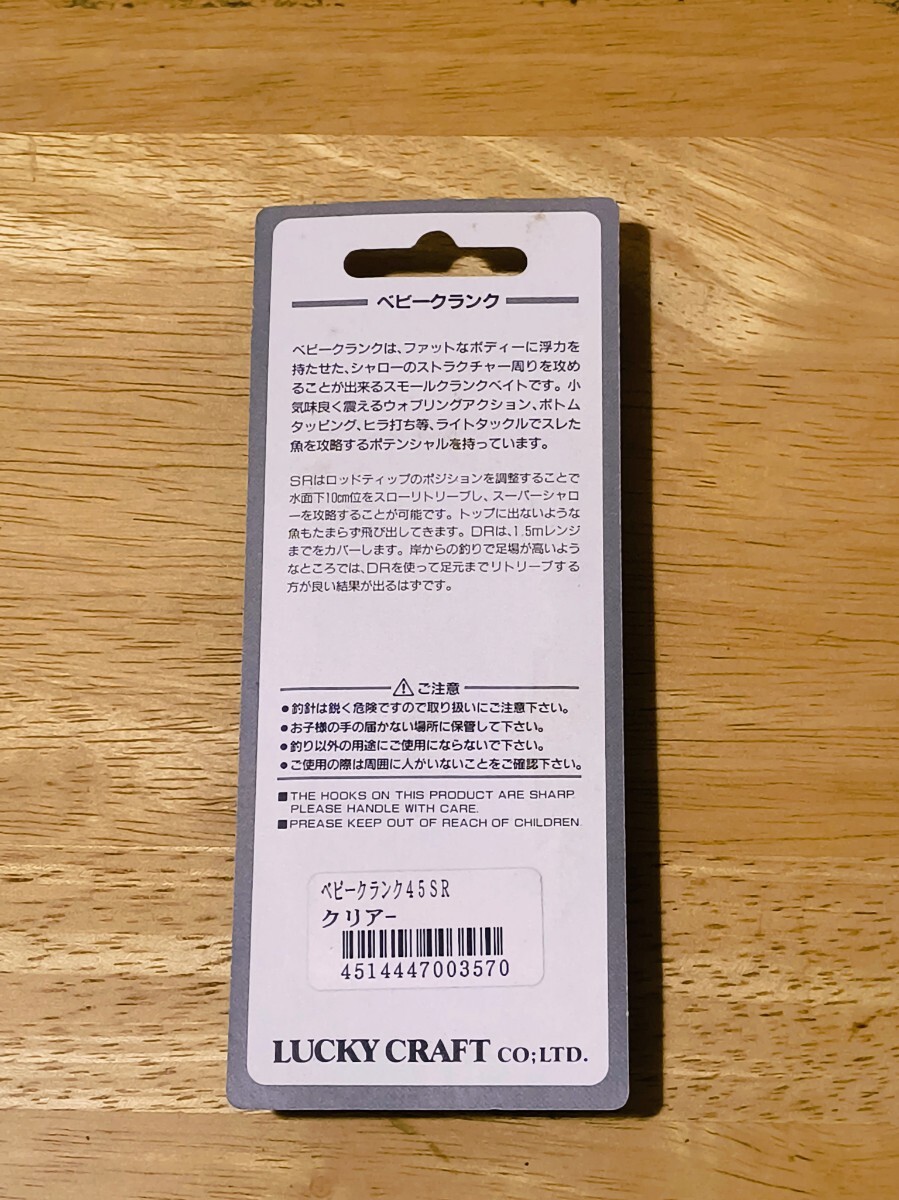 ベビークランク
ベビークランクは、ファットなボディーに浮力を
持たせた、シャローのストラクチャー周りを攻め
ることが出来るスモールクランクベイトです。小
気味良く震えるウォブリングアクション、ボトム
タッピング、ヒラ打ち等、ライトタックルでスレた
魚を攻略するポテンシャルを持っています。
SRはロッドティップのポジションを調整することで
水面下10cm位をスローリトリーブし、スーパーシャロ
ーを攻略することが可能です。トップに出ないような
魚もたまらず飛び出してきます。DRは、1.5mレンジ
までをカバーします。岸からの釣りで足場が高いよう
なところでは、DRを使って足元までリトリーブする
方が良い結果が出るはずです。
ご注意
●釣針は鋭く危険ですので取り扱いにご注意下さい。
●お子様の手の届かない場所に保管して下さい。
●釣り以外の用途にご使用にならないで下さい。
●ご使用の際は周囲に人がいないことをご確認下さい。
■THE HOOKS ON THIS PRODUCT ARE SHARP.
PLEASE HANDLE WITH CARE.
■PREASE KEEP OUT OF REACH OF CHILDREN.
ベビークランク45SR
クリアー
4514447003570
LUCKY CRAFT CO;LTD.